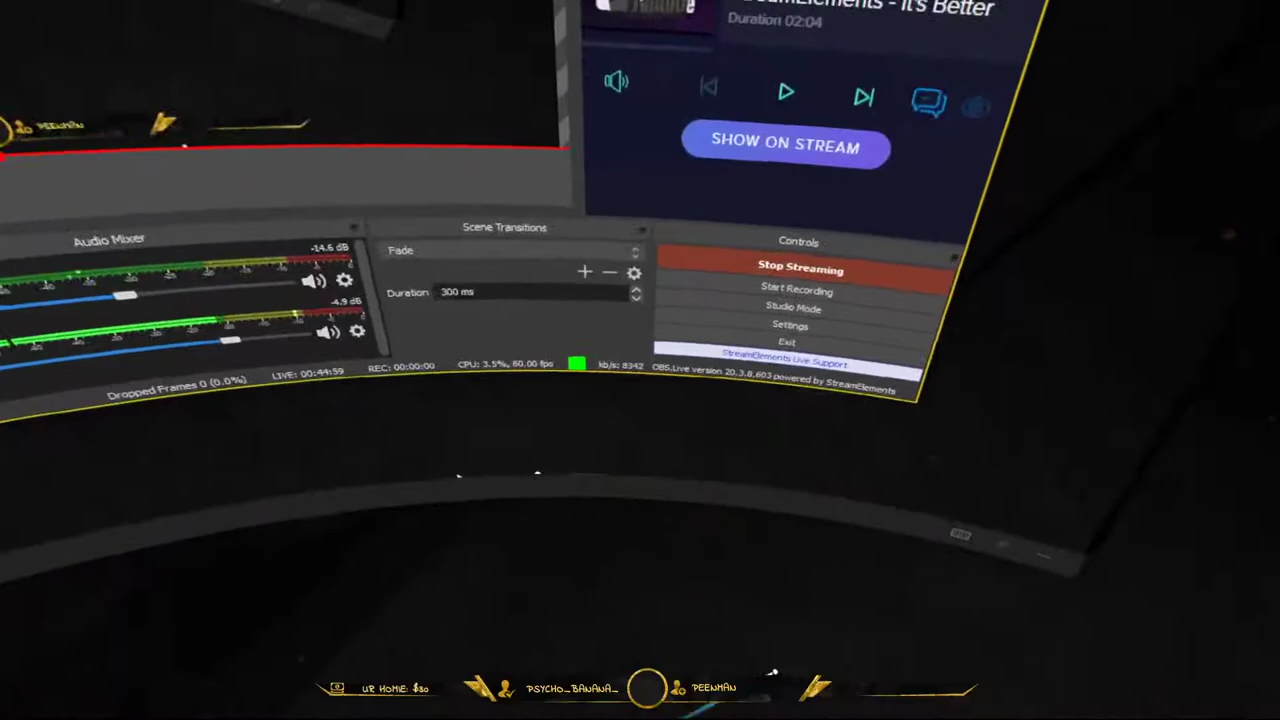 StreamElements - It's Better
Duration 02:04
PEENMAN
SHOW ON STREAM
Audio Mixer
Scene Transitions
Controls
-14.6 dB
Fade
Stop Streaming
Start Recording
Duration 300 ms
-4.9 dB
Studio Mode
Settings
Exit
StreamElements Live Support
Dropped Frames 0 (0.0%) LIVE: 00:44:59 REC: 00:00:00 CPU: 3.5%, 60.00 fps kb/s: 8342 OBS.Live version 20.3.8.603 powered by StreamElements
UR HOMIE: $30 PSYCHO_BANANA_ PEENMAN